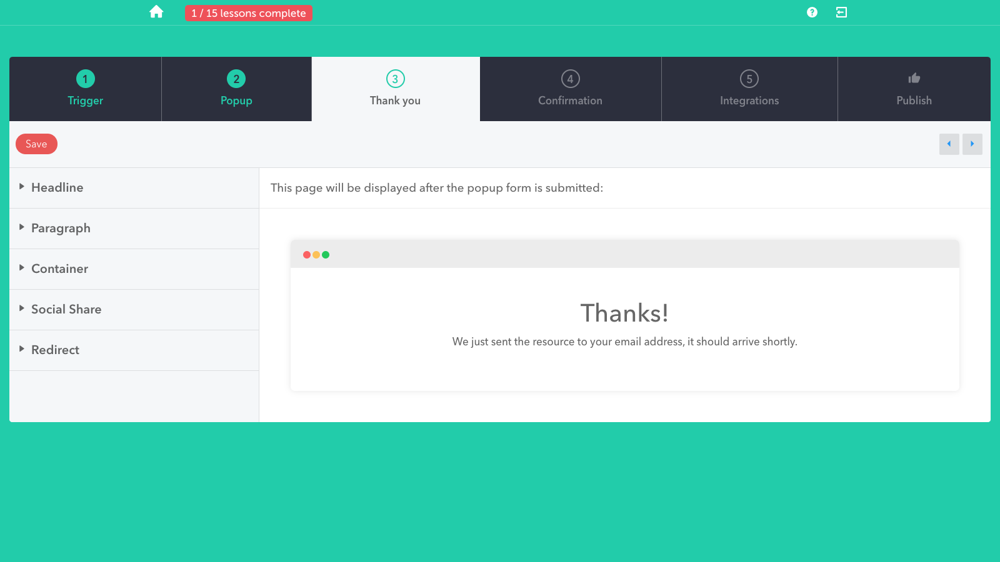 1 / 15 lessons complete
?
1
2
3
4
5
Trigger
Popup
Thank you
Confirmation
Integrations
Publish
Save
Headline
This page will be displayed after the popup form is submitted:
Paragraph
Container
Social Share
Redirect
Thanks!
We just sent the resource to your email address, it should arrive shortly.